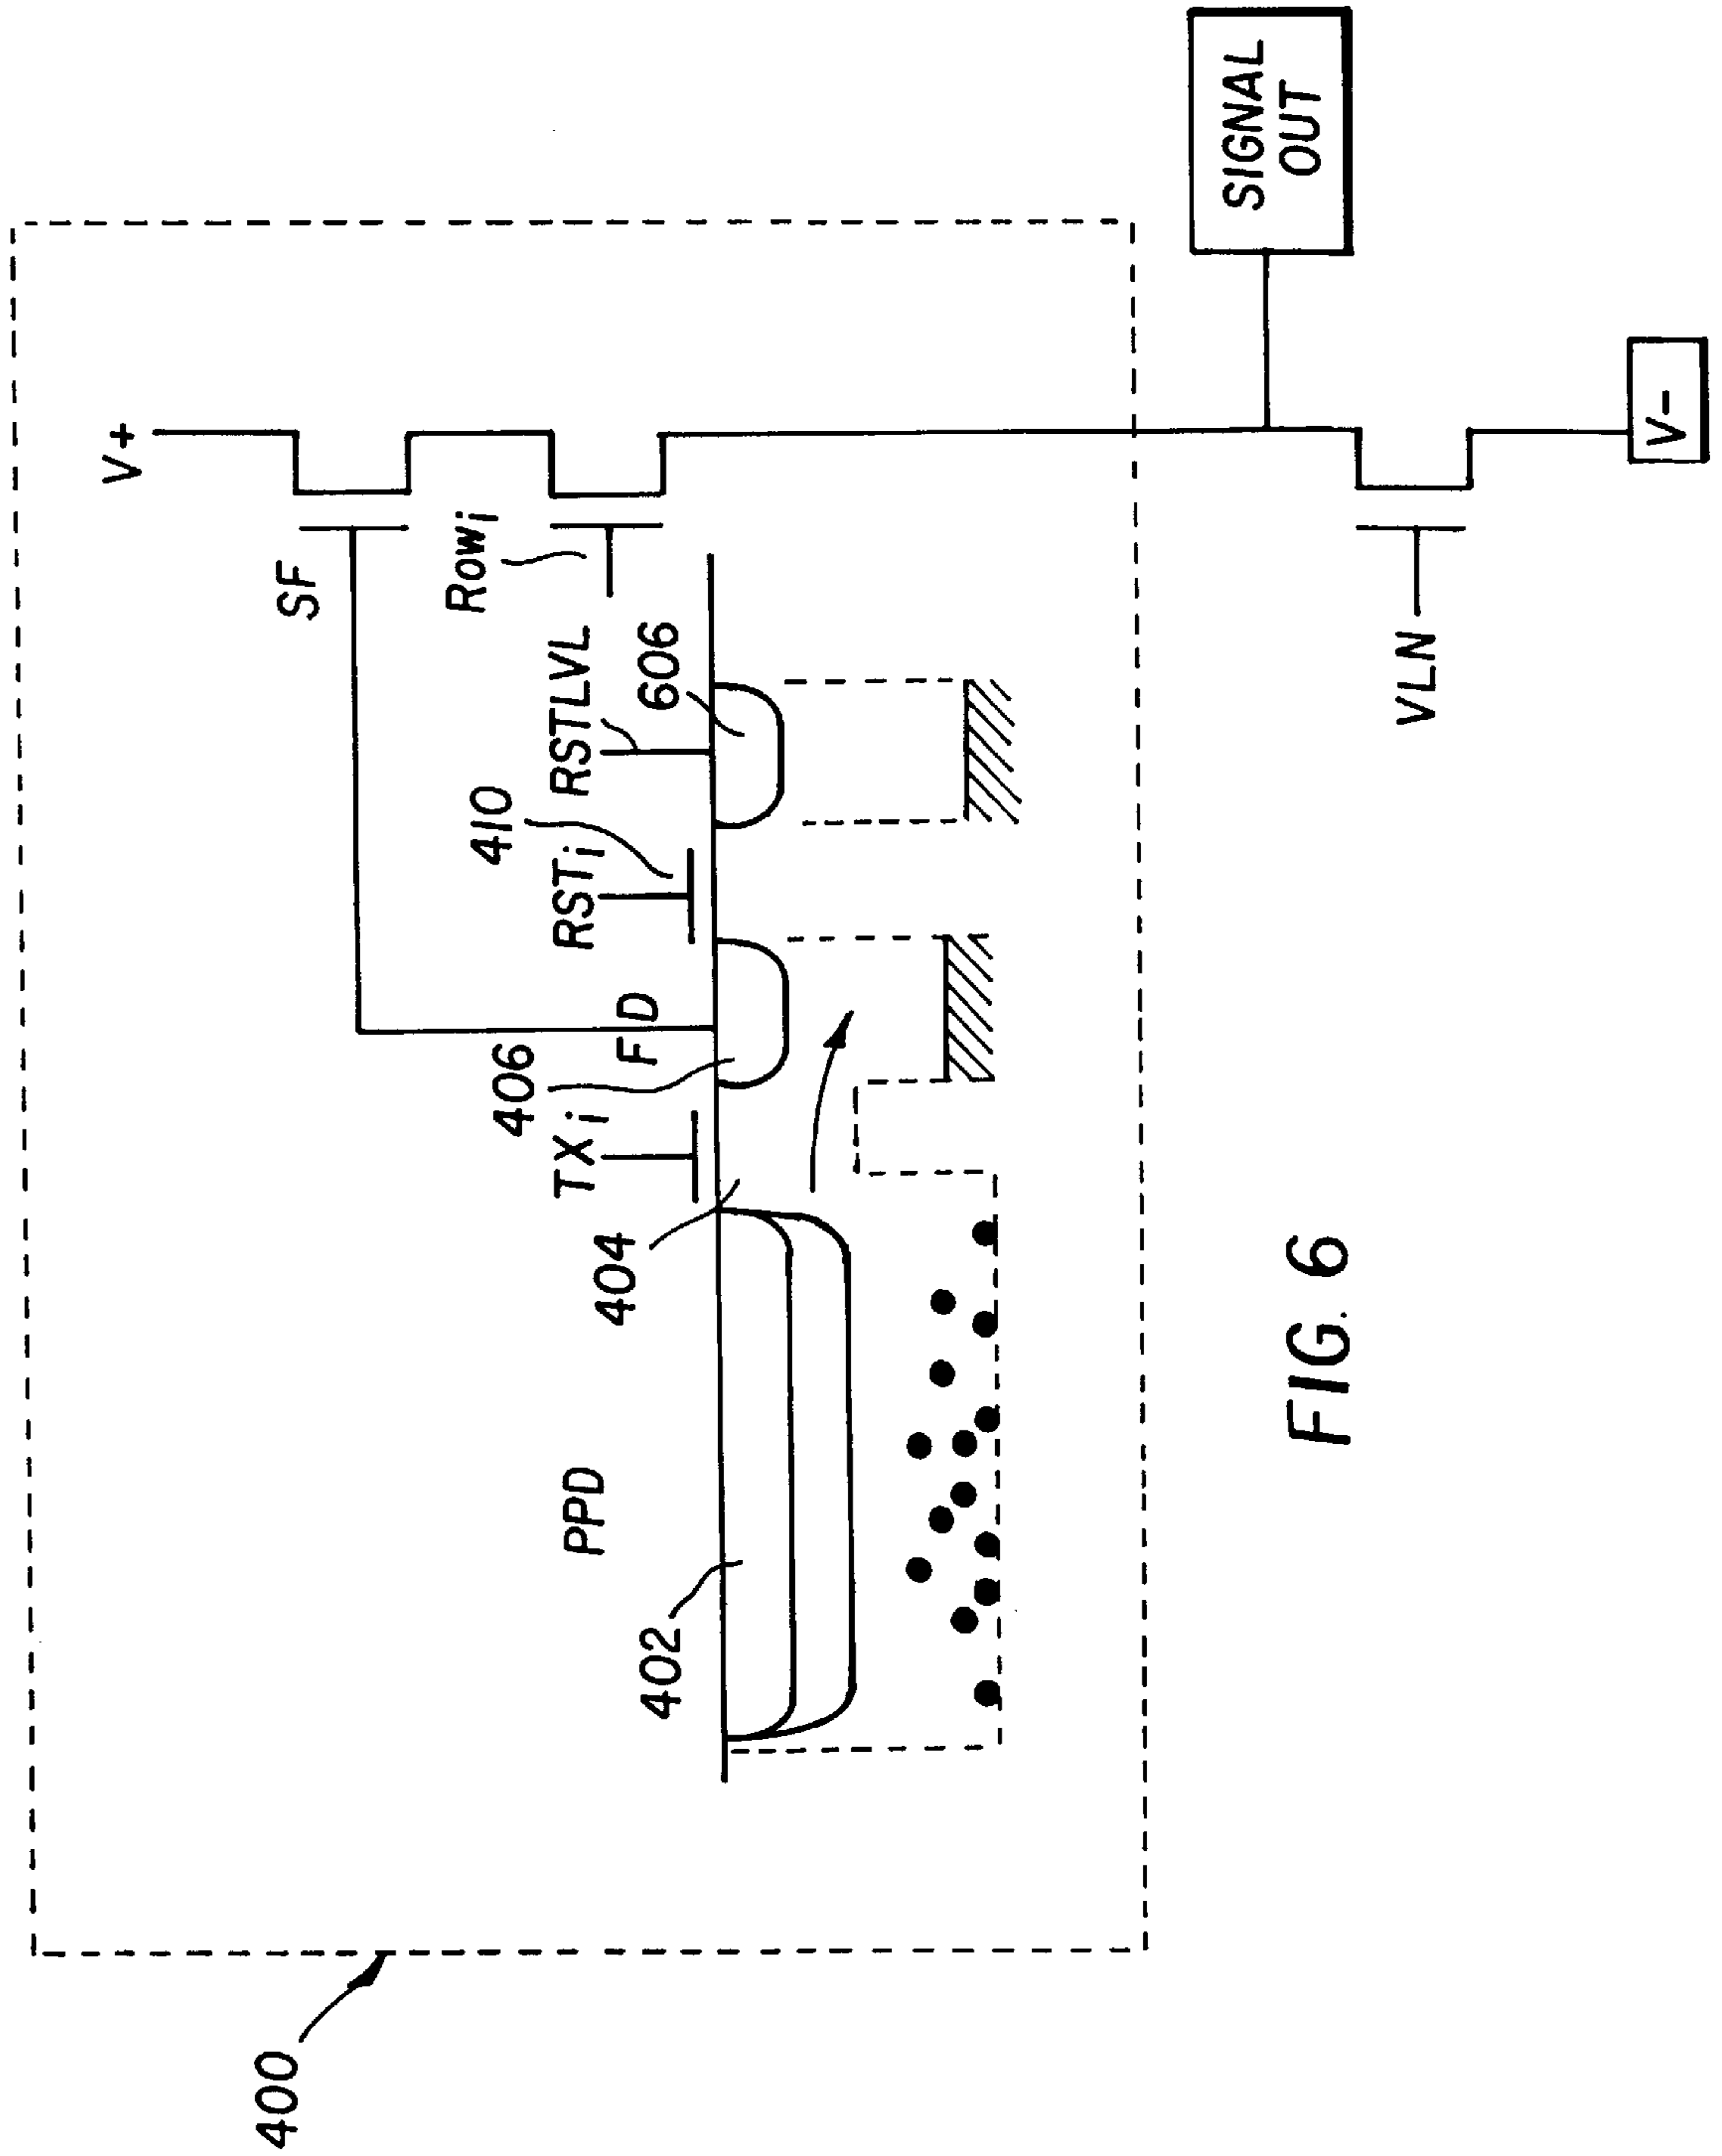 400
V+
SF
Rowi
RSTLVL
606
410
RSTi
406
FD
TXi
404
PPD
402
SIGNAL
OUT
VLN
V-
FIG. 6